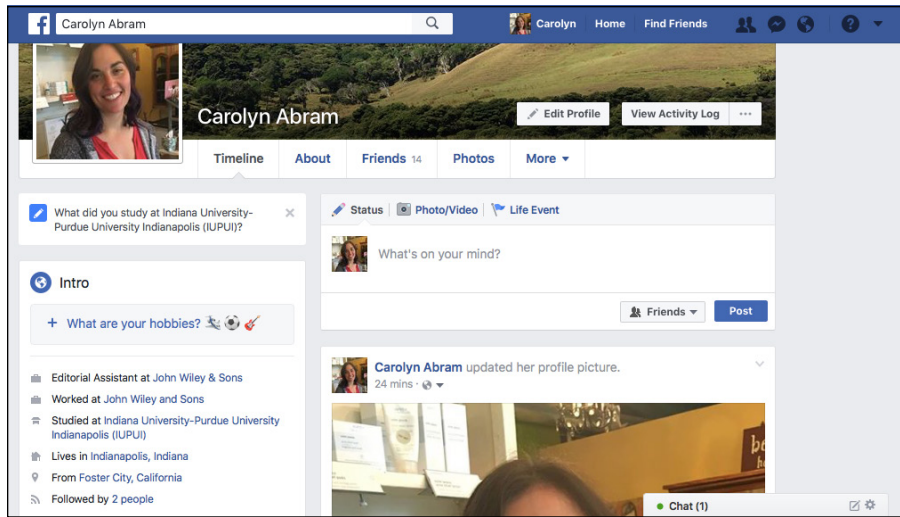 f
Carolyn Abram
Carolyn
Home
Find Friends
?
Carolyn Abram
Edit Profile
View Activity Log
...
Timeline
About
Friends 14
Photos
More
What did you study at Indiana University-
Purdue University Indianapolis (IUPUI)?
Status
Photo/Video
Life Event
What's on your mind?
Friends
Post
Intro
+ What are your hobbies?
Editorial Assistant at John Wiley & Sons
Worked at John Wiley and Sons
Studied at Indiana University-Purdue University
Indianapolis (IUPUI)
Lives in Indianapolis, Indiana
From Foster City, California
Followed by 2 people
Carolyn Abram updated her profile picture.
24 mins ·
Chat (1)